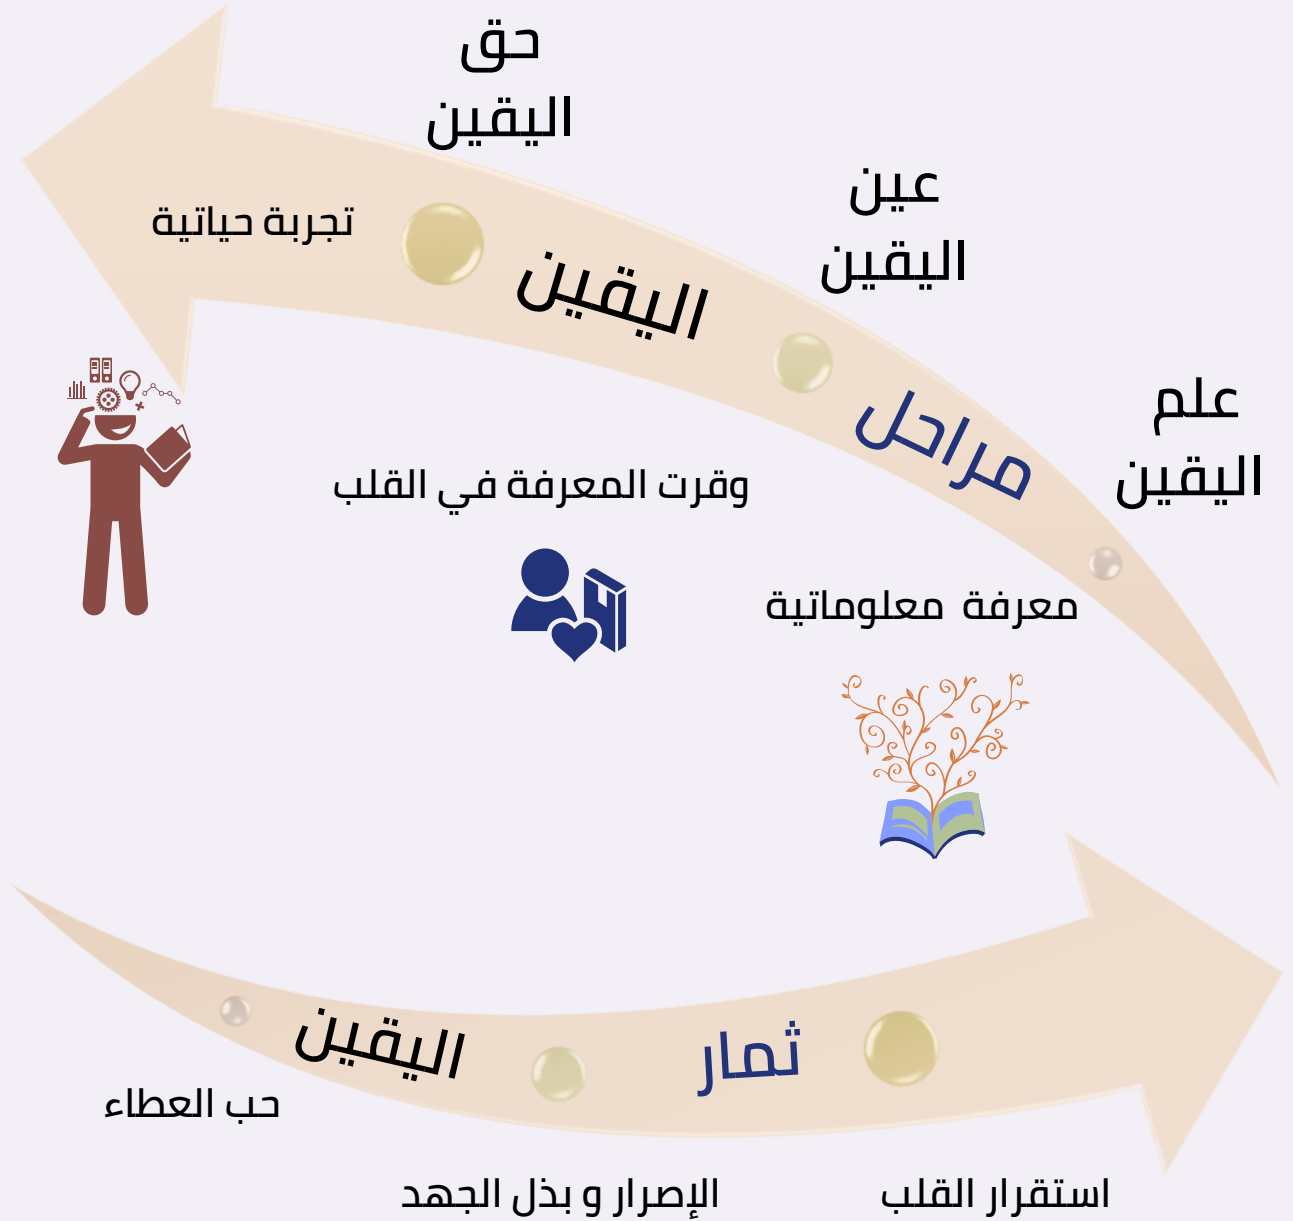 حق
اليقين
عين
اليقين
علم
اليقين
مراحل
اليقين
تجربة حياتية
وقرت المعرفة في القلب
معرفة معلوماتية
ثمار
اليقين
استقرار القلب
الإصرار و بذل الجهد
حب العطاء